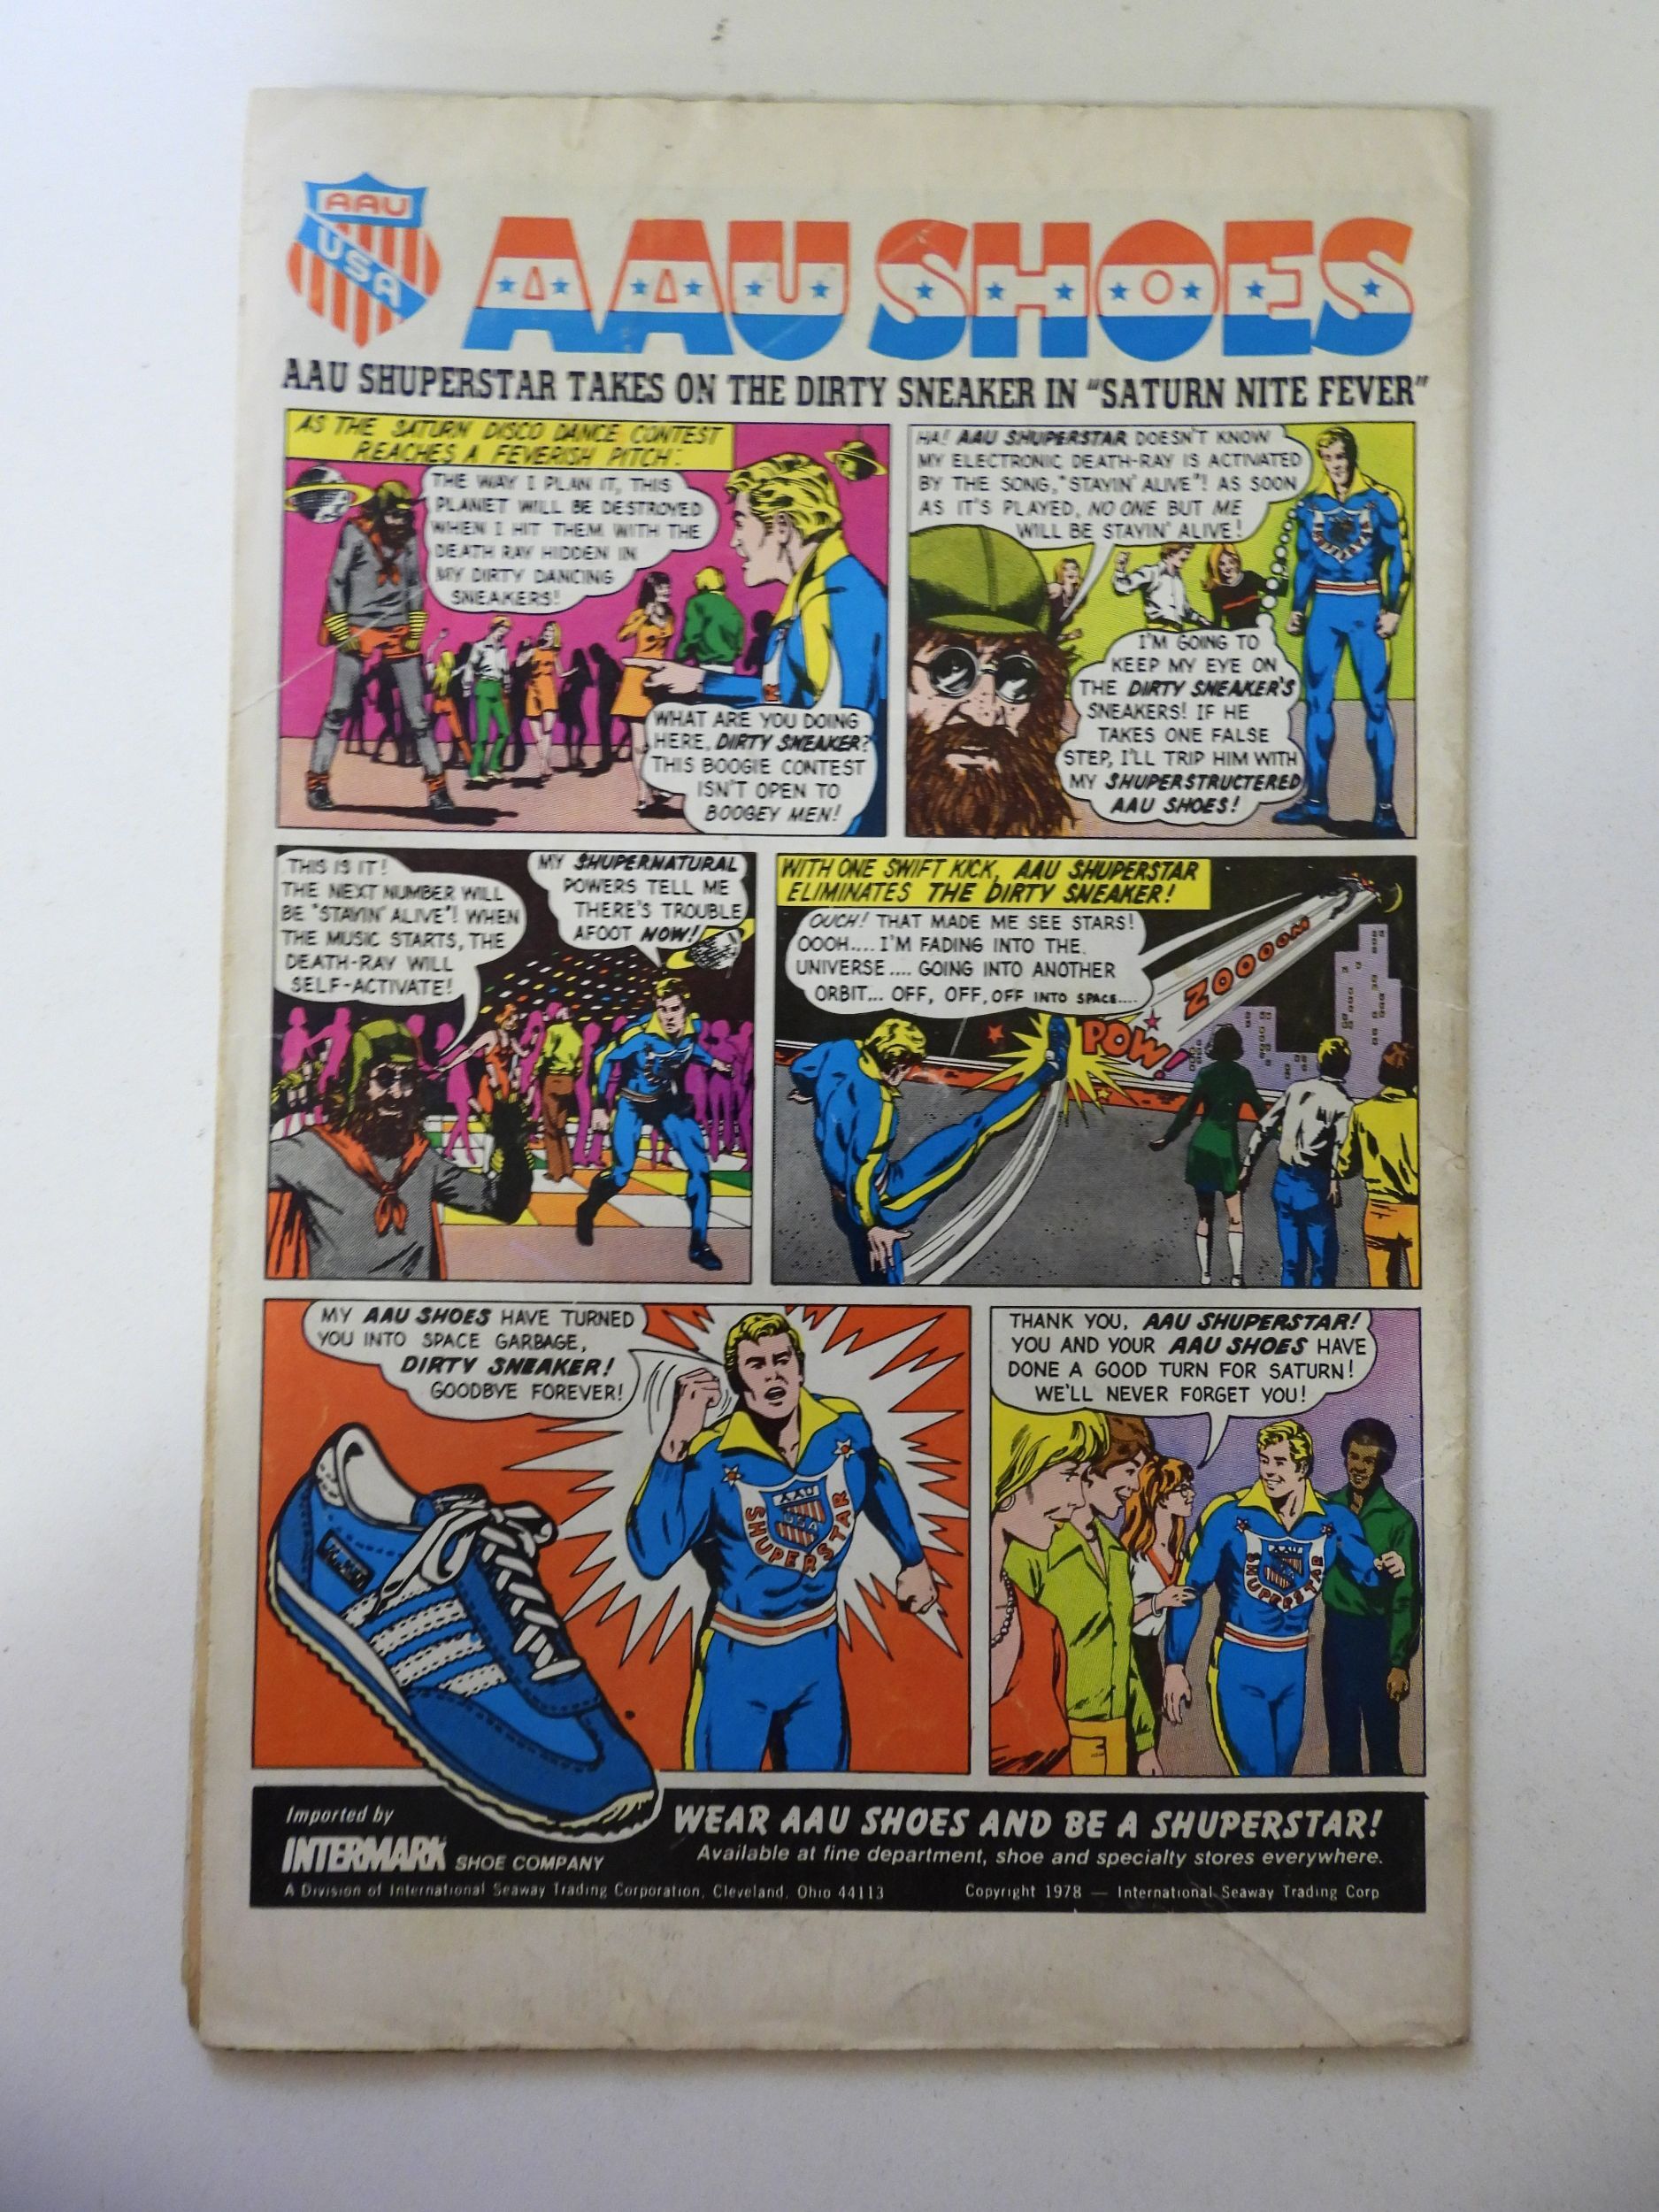 AAU
USA
AAU SHOES
AAU SHUPERSTAR TAKES ON THE DIRTY SNEAKER IN "SATURN NITE FEVER"
AS THE SATURN DISCO DANCE CONTEST
REACHES A FEVERISH PITCH:
THE WAY I PLAN IT, THIS
PLANET WILL BE DESTROYED
WHEN I HIT THEM WITH THE
DEATH RAY HIDDEN IN
MY DIRTY DANCING
SNEAKERS!
WHAT ARE YOU DOING
HERE, DIRTY SNEAKER?
THIS BOOGIE CONTEST
ISN'T OPEN TO
BOOGEY MEN!
HA! AAU SHUPERSTAR DOESN'T KNOW
MY ELECTRONIC DEATH-RAY IS ACTIVATED
BY THE SONG, "STAYIN' ALIVE"! AS SOON
AS IT'S PLAYED, NO ONE BUT ME
WILL BE STAYIN' ALIVE!
I'M GOING TO
KEEP MY EYE ON
THE DIRTY SNEAKER'S
SNEAKERS! IF HE
TAKES ONE FALSE
STEP, I'LL TRIP HIM WITH
MY SHUPERSTRUCTERED
AAU SHOES!
THIS IS IT!
THE NEXT NUMBER WILL
BE "STAYIN' ALIVE"! WHEN
THE MUSIC STARTS, THE
DEATH-RAY WILL
SELF-ACTIVATE!
MY SHUPERNATURAL
POWERS TELL ME
THERE'S TROUBLE
AFOOT NOW!
WITH ONE SWIFT KICK, AAU SHUPERSTAR
ELIMINATES THE DIRTY SNEAKER!
OUCH! THAT MADE ME SEE STARS!
OOOH.... I'M FADING INTO THE
UNIVERSE.... GOING INTO ANOTHER
ORBIT... OFF, OFF, OFF INTO SPACE....
ZOOOOM
POW!
MY AAU SHOES HAVE TURNED
YOU INTO SPACE GARBAGE,
DIRTY SNEAKER!
GOODBYE FOREVER!
AAU
USA
SHUPERSTAR
THANK YOU, AAU SHUPERSTAR!
YOU AND YOUR AAU SHOES HAVE
DONE A GOOD TURN FOR SATURN!
WE'LL NEVER FORGET YOU!
AAU
SHUPERSTAR
Imported by
INTERMARK SHOE COMPANY
A Division of International Seaway Trading Corporation, Cleveland, Ohio 44113
WEAR AAU SHOES AND BE A SHUPERSTAR!
Available at fine department, shoe and specialty stores everywhere.
Copyright 1978 — International Seaway Trading Corp